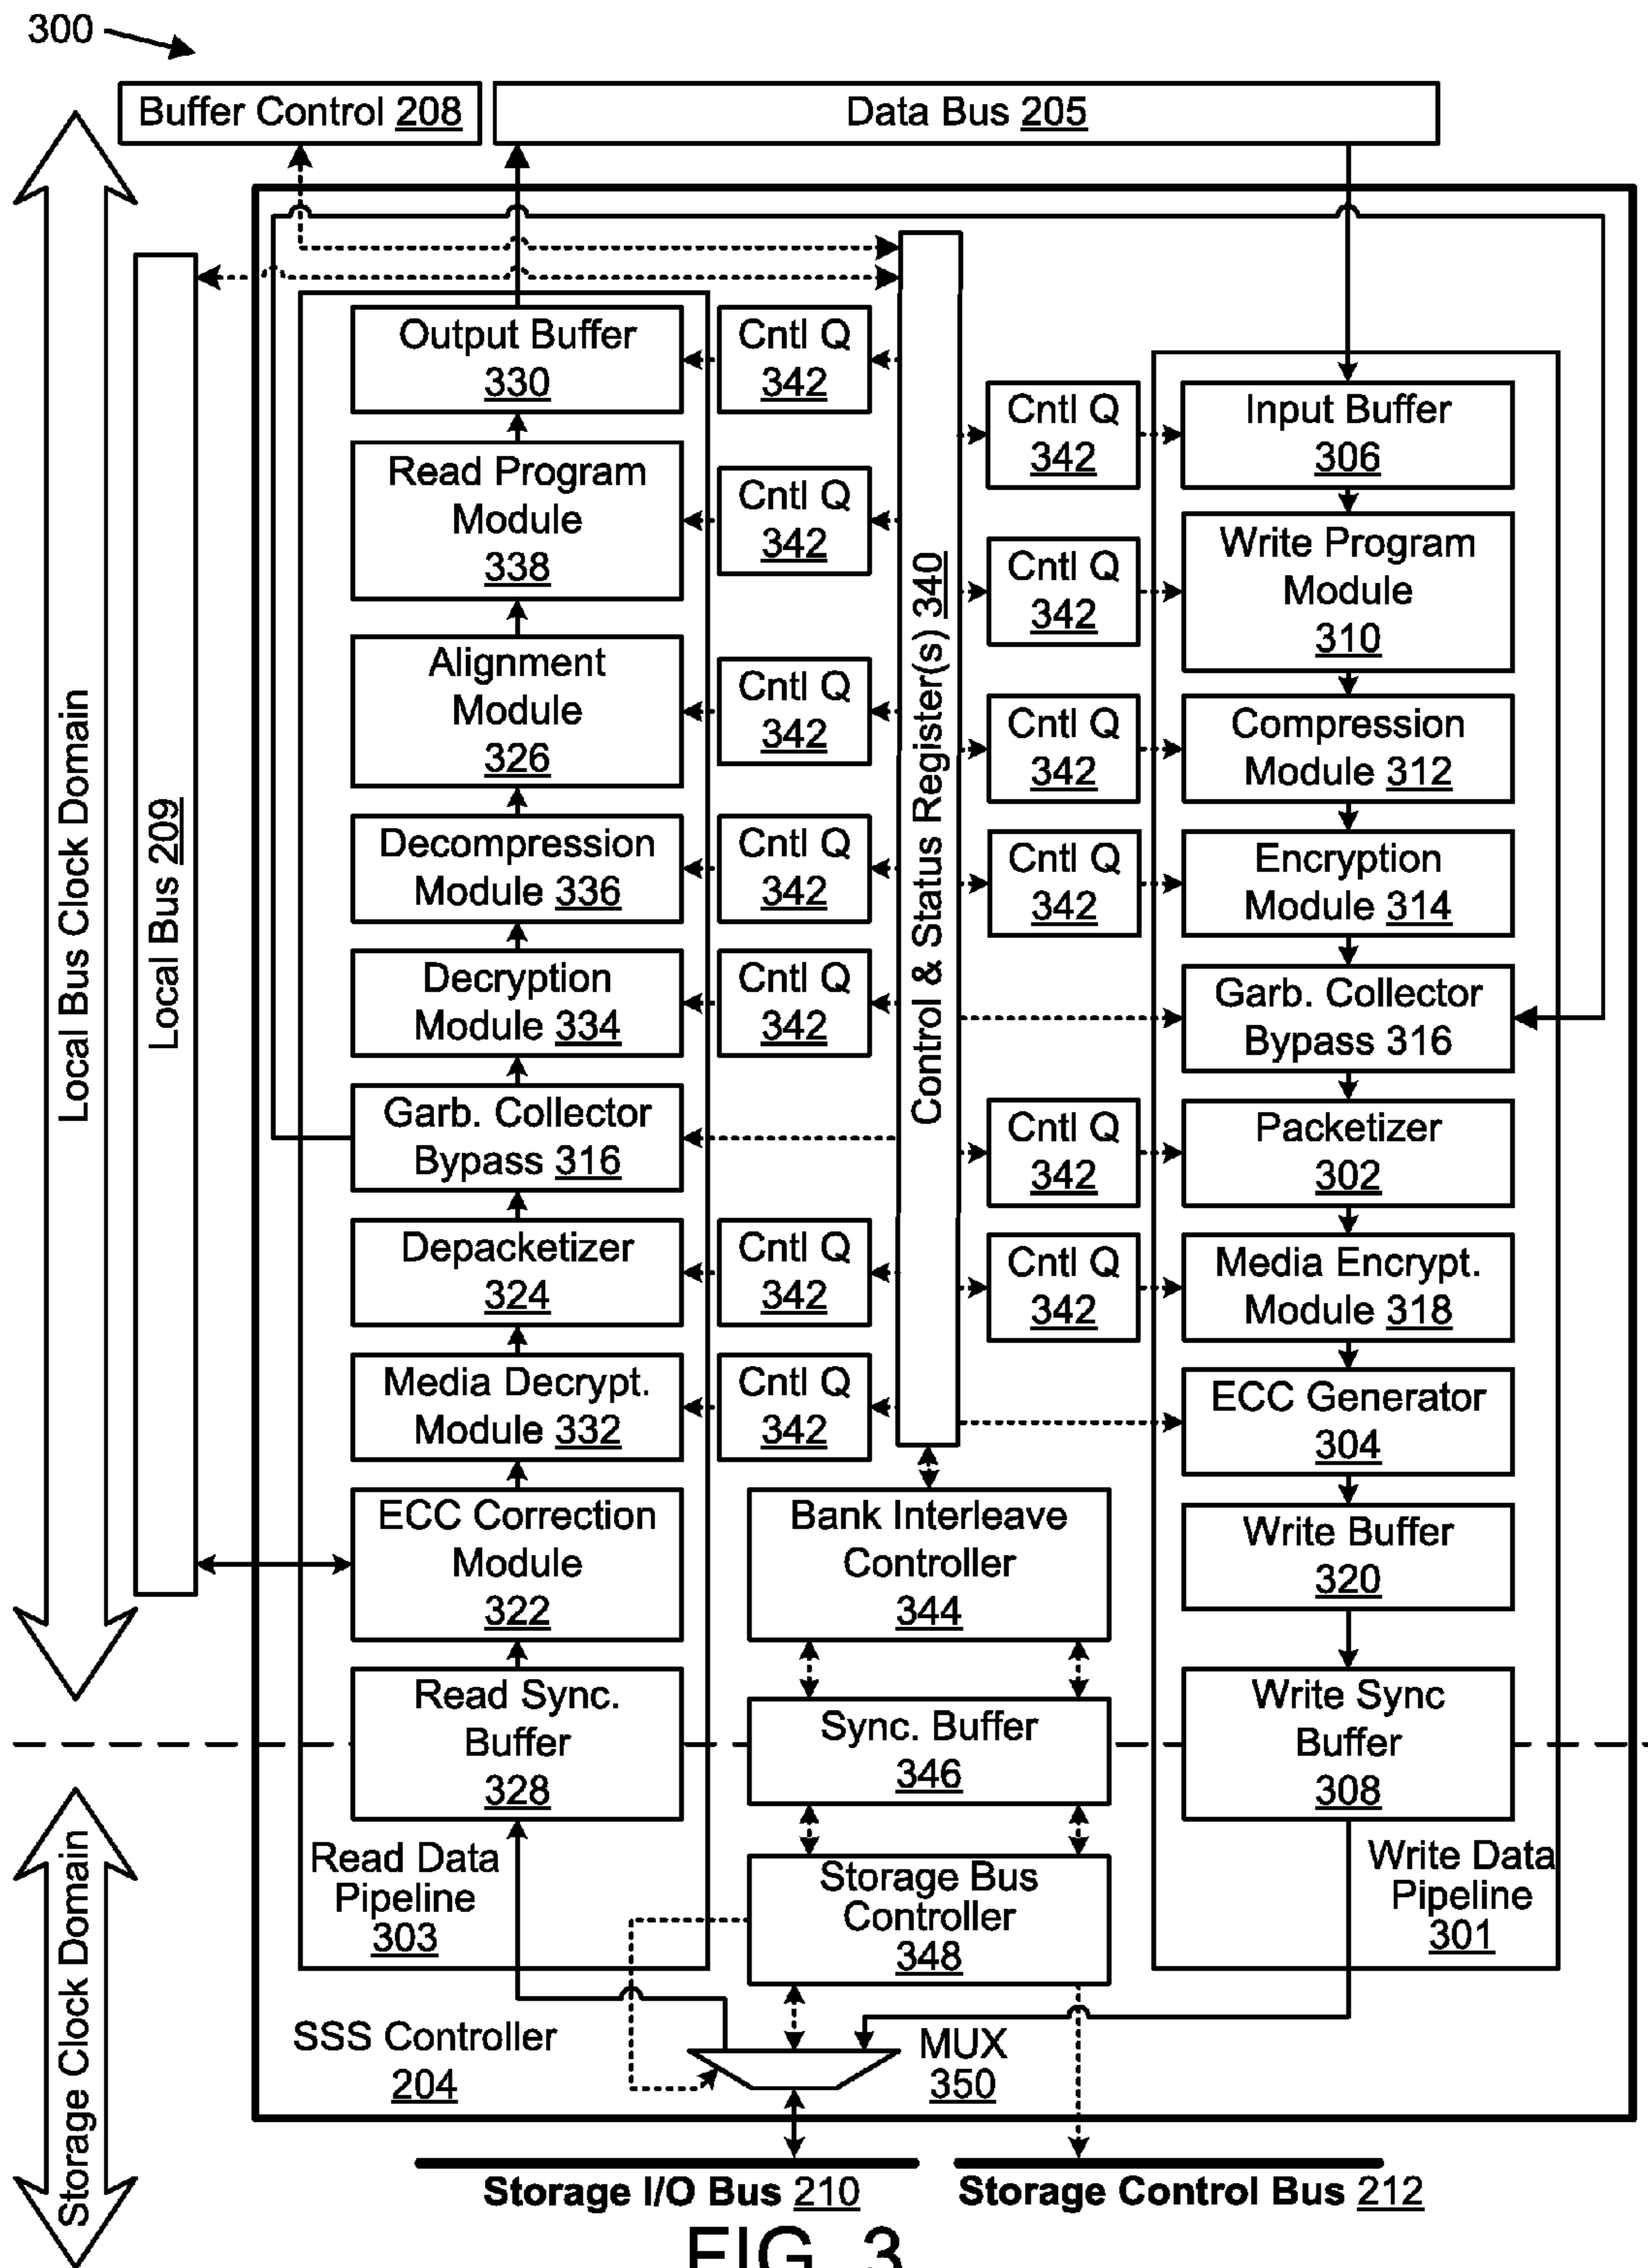 300
Buffer Control 208
Data Bus 205
Local Bus Clock Domain
Local Bus 209
Output Buffer
330
Cntl Q
342
Read Program
Module
338
Cntl Q
342
Alignment
Module
326
Cntl Q
342
Decompression
Module 336
Cntl Q
342
Decryption
Module 334
Cntl Q
342
Garb. Collector
Bypass 316
Depacketizer
324
Cntl Q
342
Media Decrypt.
Module 332
Cntl Q
342
ECC Correction
Module
322
Read Sync.
Buffer
328
Read Data
Pipeline
303
Control & Status Register(s) 340
Bank Interleave
Controller
344
Sync. Buffer
346
Storage Bus
Controller
348
Cntl Q
342
Input Buffer
306
Cntl Q
342
Write Program
Module
310
Cntl Q
342
Compression
Module 312
Cntl Q
342
Encryption
Module 314
Garb. Collector
Bypass 316
Cntl Q
342
Packetizer
302
Cntl Q
342
Media Encrypt.
Module 318
ECC Generator
304
Write Buffer
320
Write Sync
Buffer
308
Write Data
Pipeline
301
Storage Clock Domain
SSS Controller
204
MUX
350
Storage I/O Bus 210
Storage Control Bus 212
FIG. 3